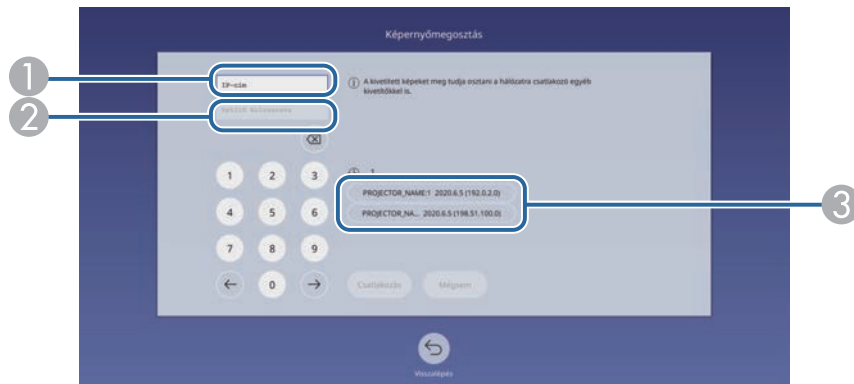 Képernyőmegosztás
1
IP-cím
A kivetített képeket meg tudja osztani a hálózatra csatlakozó egyéb
kivetítőkkel is.
2
1 2 3
1
PROJECTOR_NAME:1 2020.6.5 (192.0.2.0)
3
4 5 6
PROJECTOR_NA... 2020.6.5 (198.51.100.0)
7 8 9
← 0 →
Csatlakozás Mégsem
Visszalépés